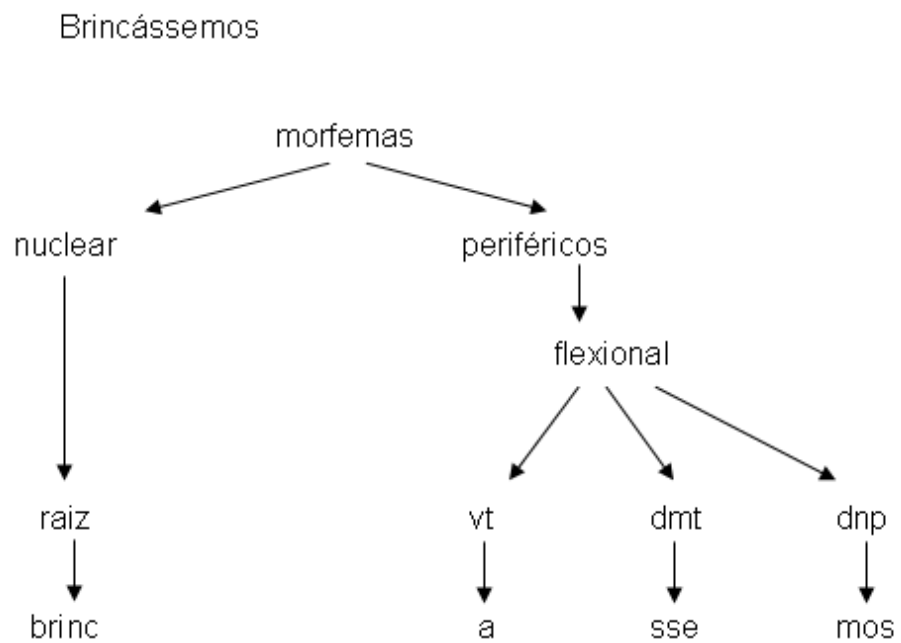 Brincássemos
morfemas
nuclear periféricos
flexional
raiz vt dmt dnp
brinc a sse mos